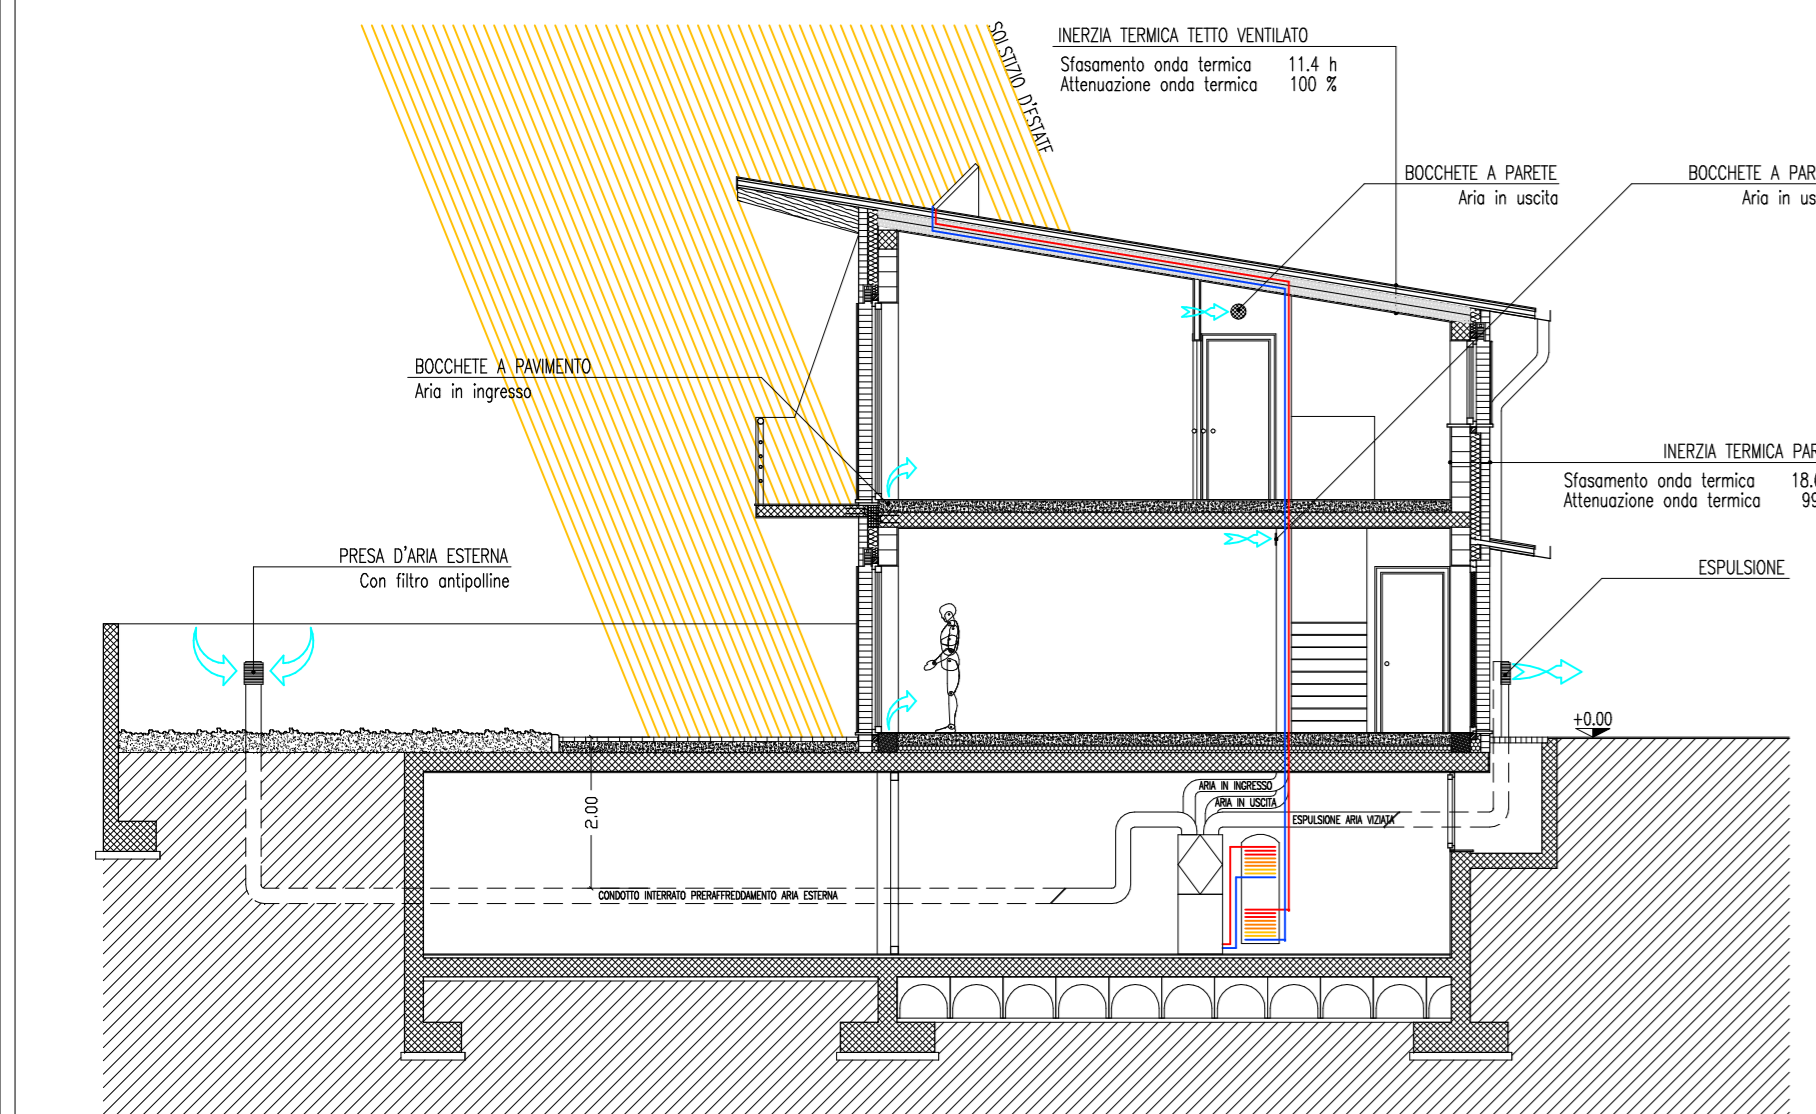 SOLSTIZIO D'ESTATE
INERZIA TERMICA TETTO VENTILATO
Sfasamento onda termica 11.4 h
Attenuazione onda termica 100 %
BOCCHETE A PARETE
Aria in uscita
BOCCHETE A PAR
Aria in us
BOCCHETE A PAVIMENTO
Aria in ingresso
INERZIA TERMICA PAR
Sfasamento onda termica 18.
Attenuazione onda termica 99
PRESA D'ARIA ESTERNA
Con filtro antipolline
ESPULSIONE
+0.00
ARIA IN INGRESSO
ARIA IN USCITA
ESPULSIONE ARIA VIZIATA
2.00
CONDOTTO INTERRATO PRERAFFREDDAMENTO ARIA ESTERNA